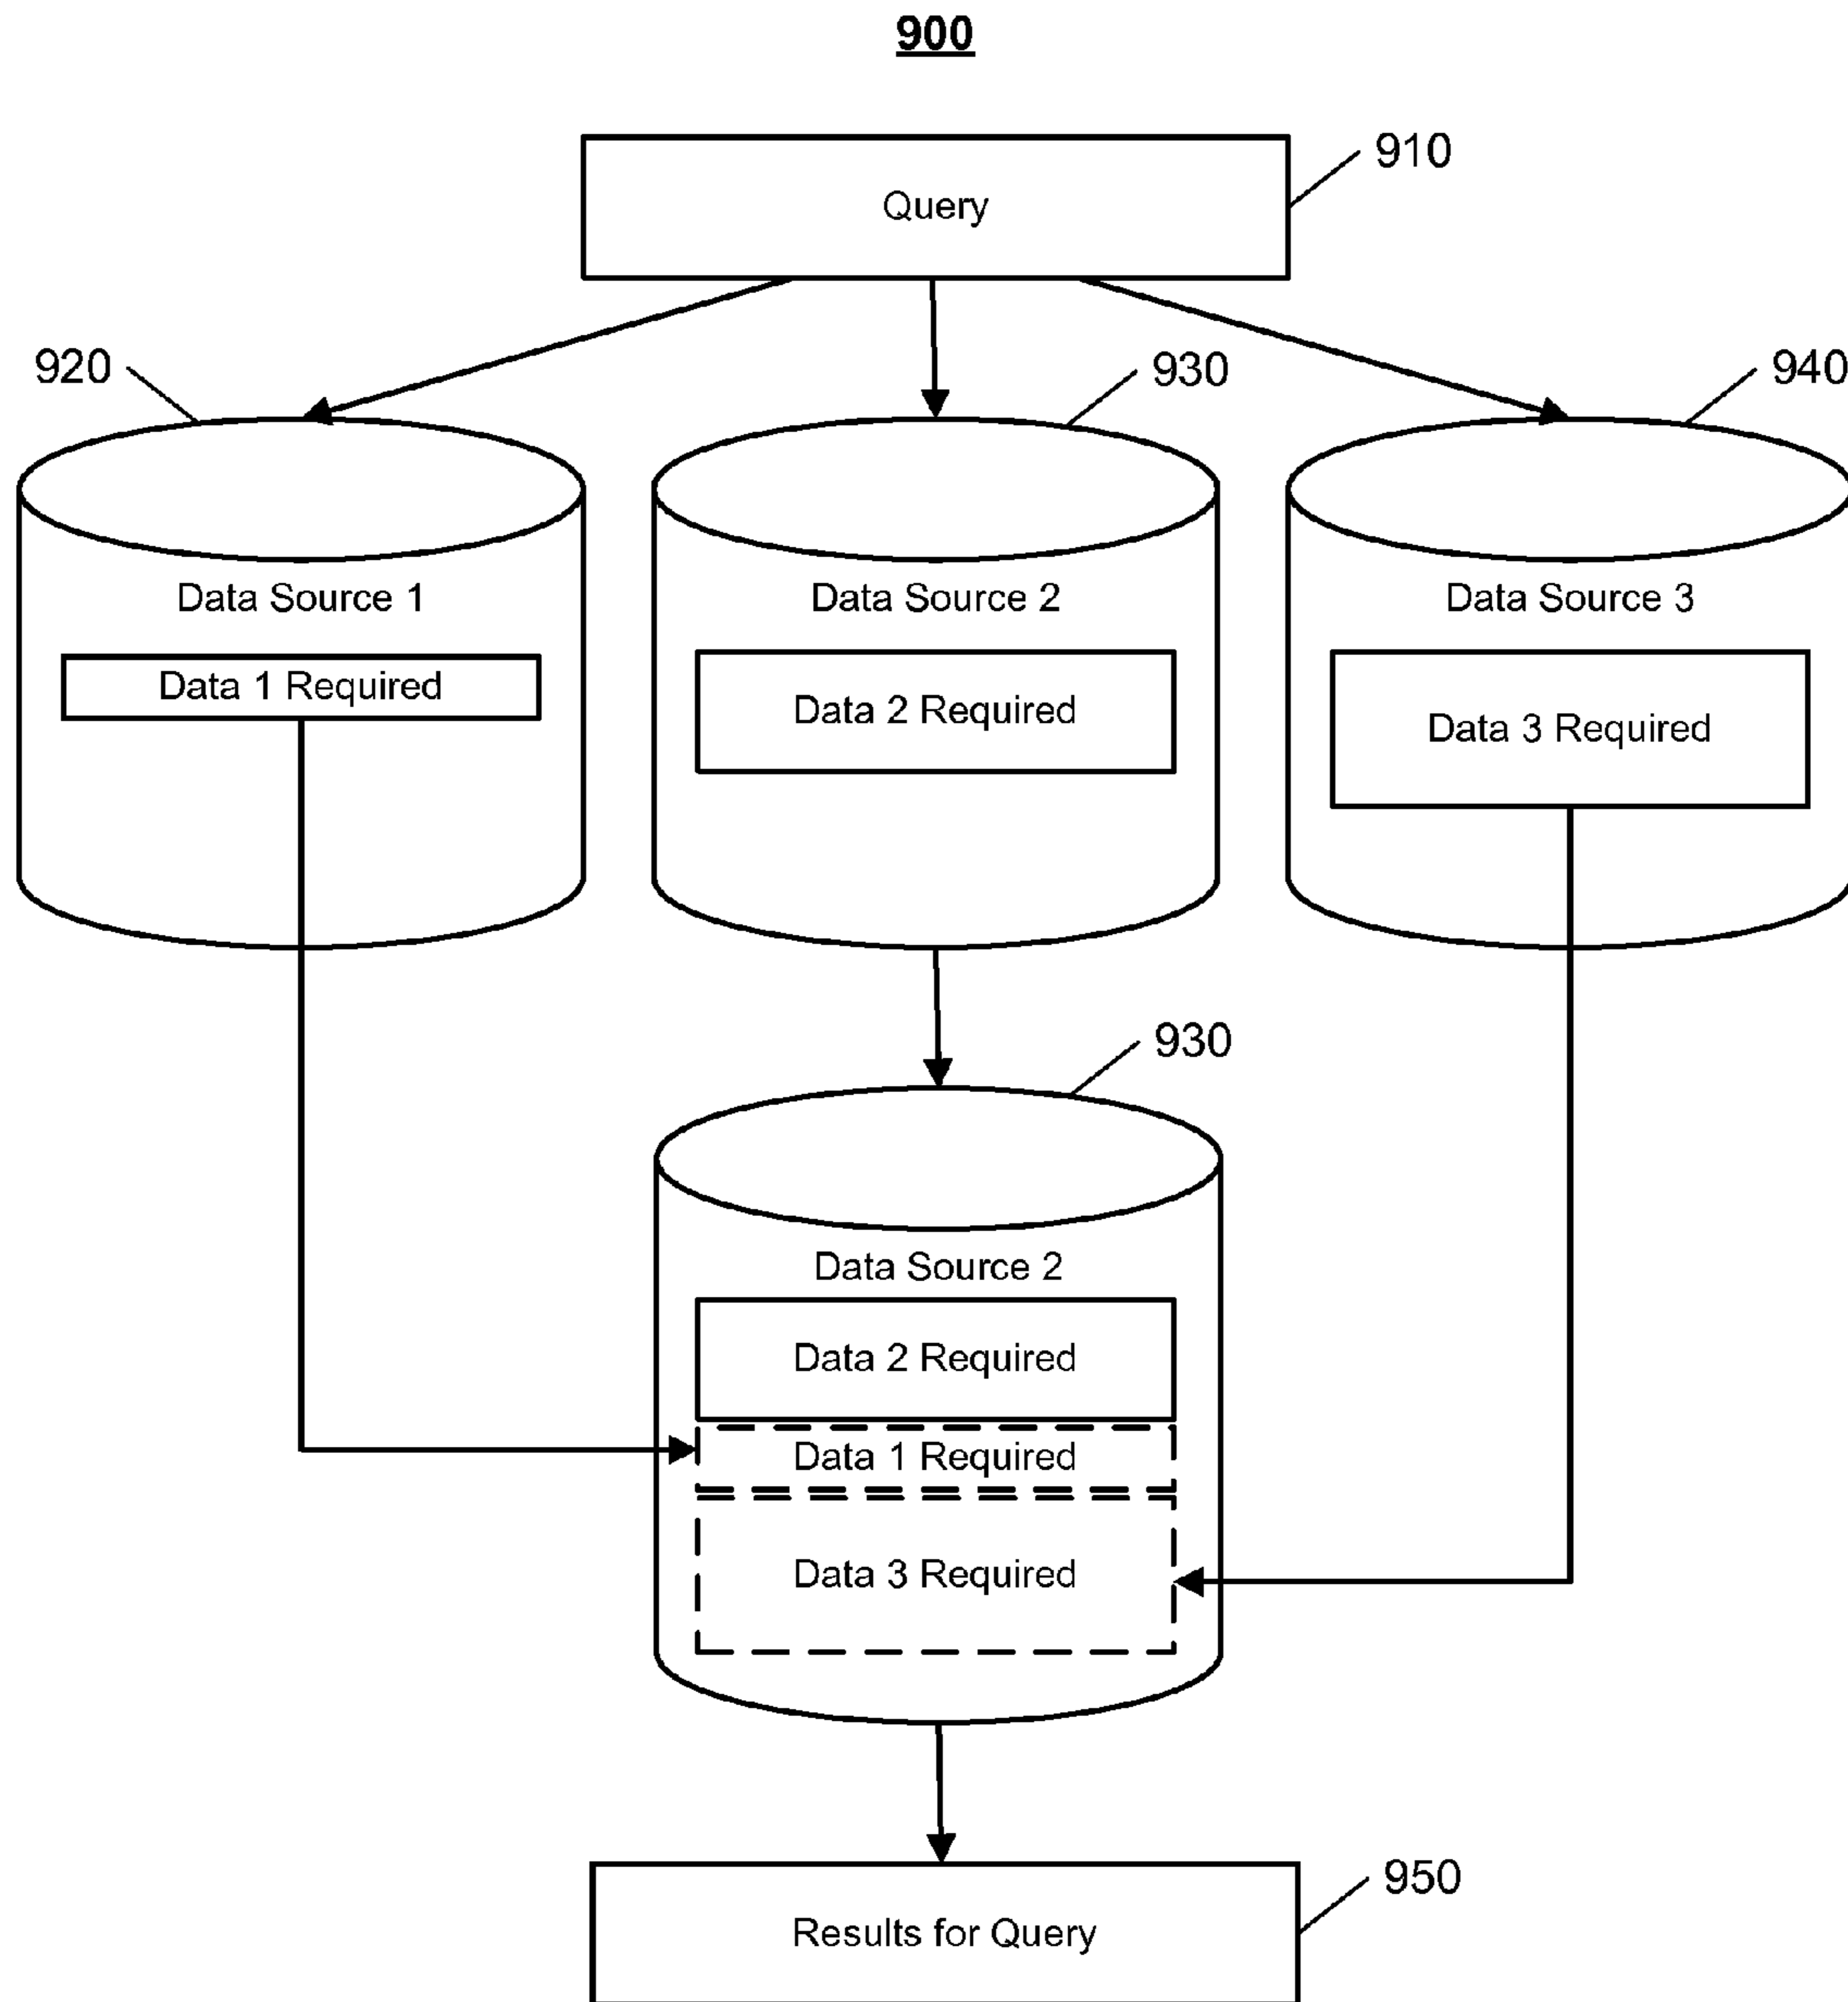 900
910
Query
920
930
940
Data Source 1
Data Source 2
Data Source 3
Data 1 Required
Data 2 Required
Data 3 Required
930
Data Source 2
Data 2 Required
Data 1 Required
Data 3 Required
950
Results for Query